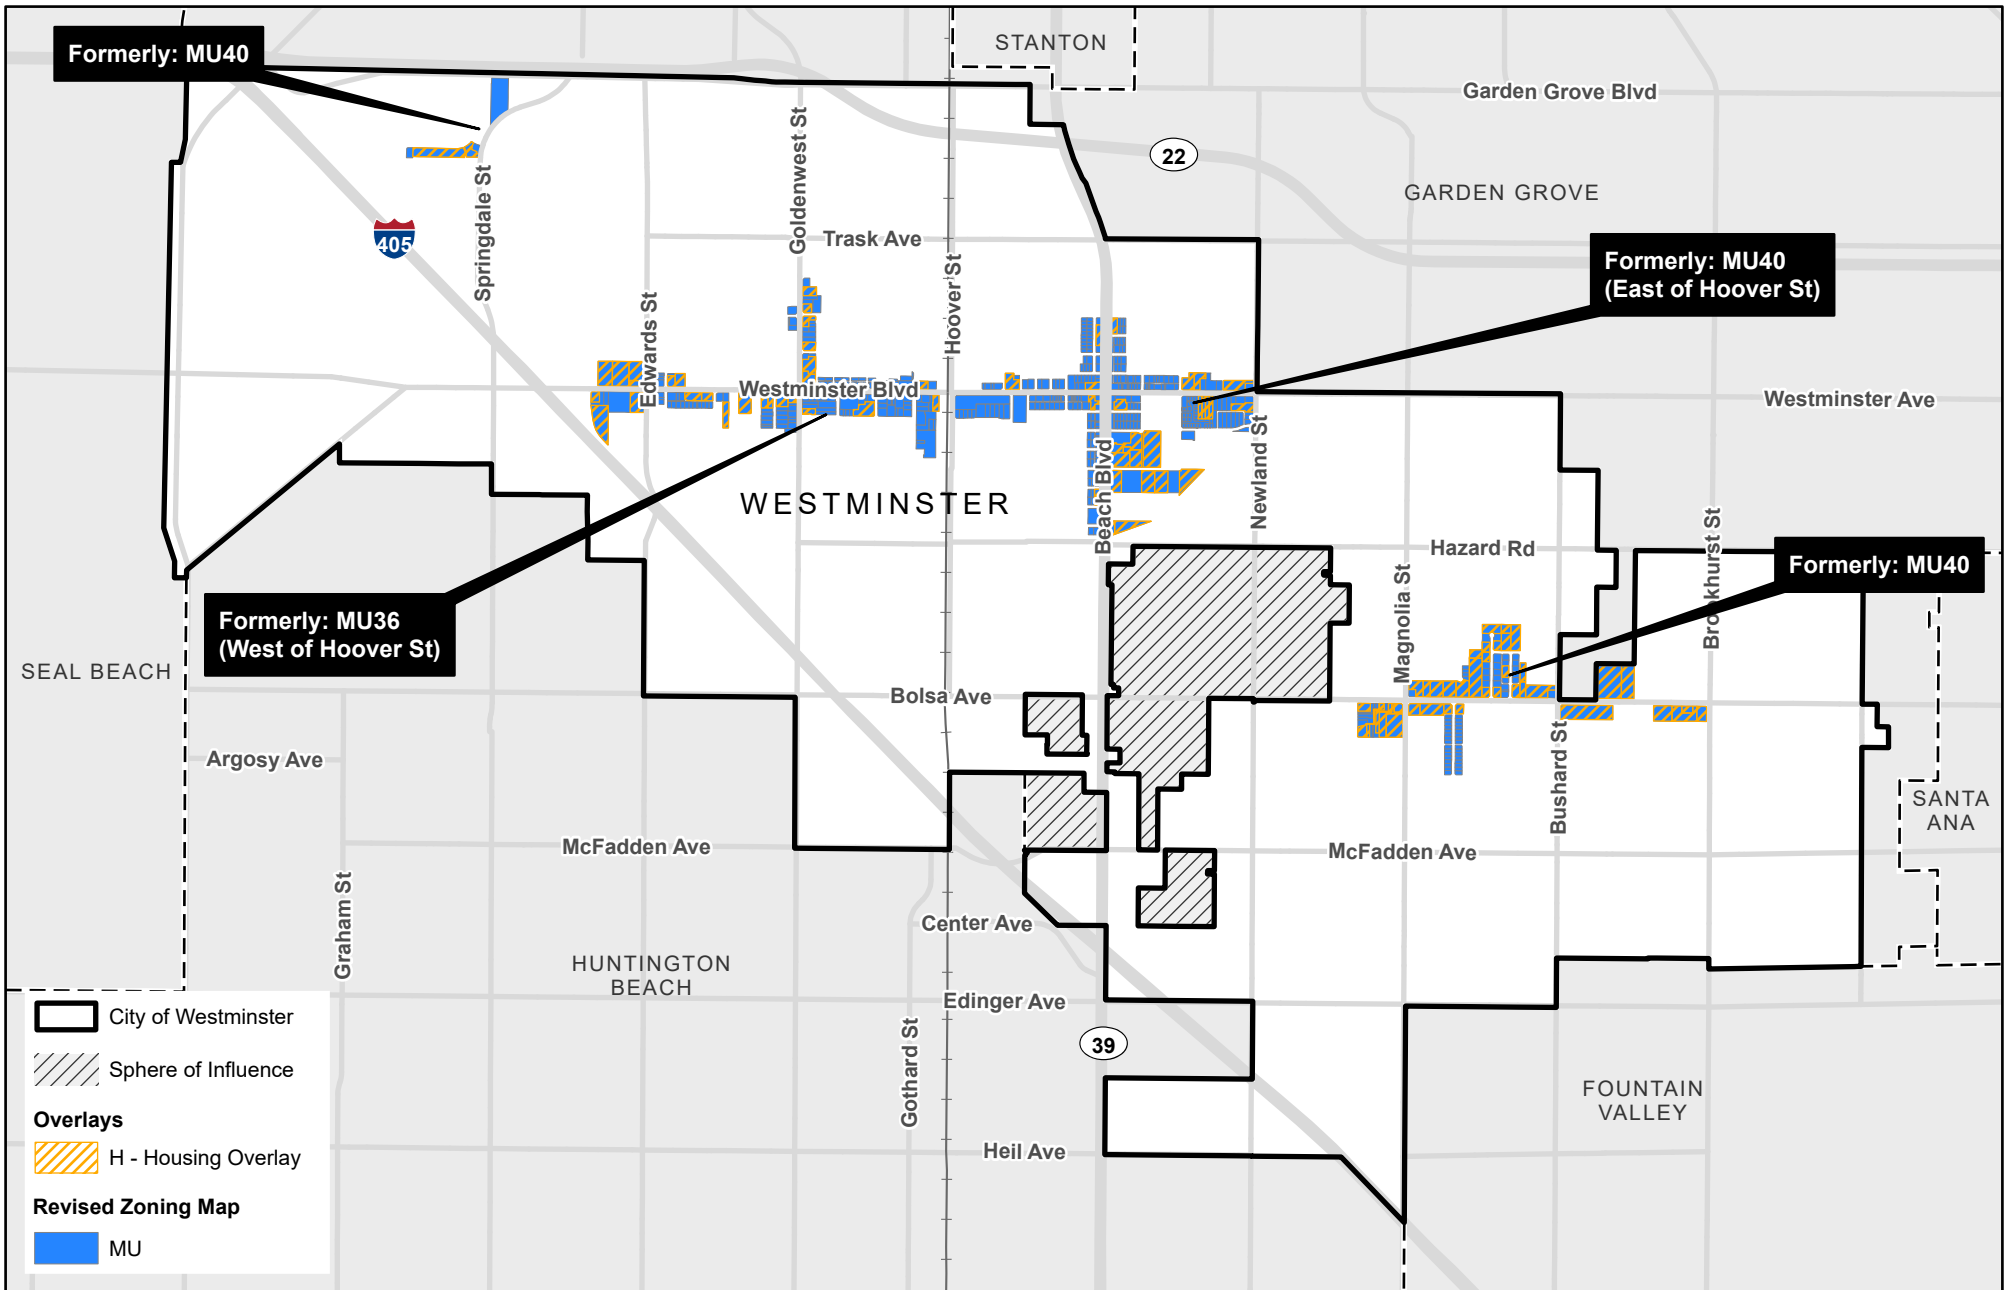 Formerly: MU40
STANTON
Garden Grove Blvd
22
GARDEN GROVE
Goldenwest St
Springdale St
405
Trask Ave
Hoover St
Formerly: MU40
(East of Hoover St)
Edwards St
Westminster Blvd
Westminster Ave
Newland St
Beach Blvd
WESTMINSTER
Hazard Rd
Brookhurst St
Formerly: MU40
Magnolia St
Formerly: MU36
(West of Hoover St)
SEAL BEACH
Bolsa Ave
Argosy Ave
Bushard St
SANTA
ANA
McFadden Ave
McFadden Ave
Graham St
Center Ave
HUNTINGTON
BEACH
Edinger Ave
Gothard St
39
FOUNTAIN
VALLEY
Heil Ave
City of Westminster
Sphere of Influence
Overlays
H - Housing Overlay
Revised Zoning Map
MU